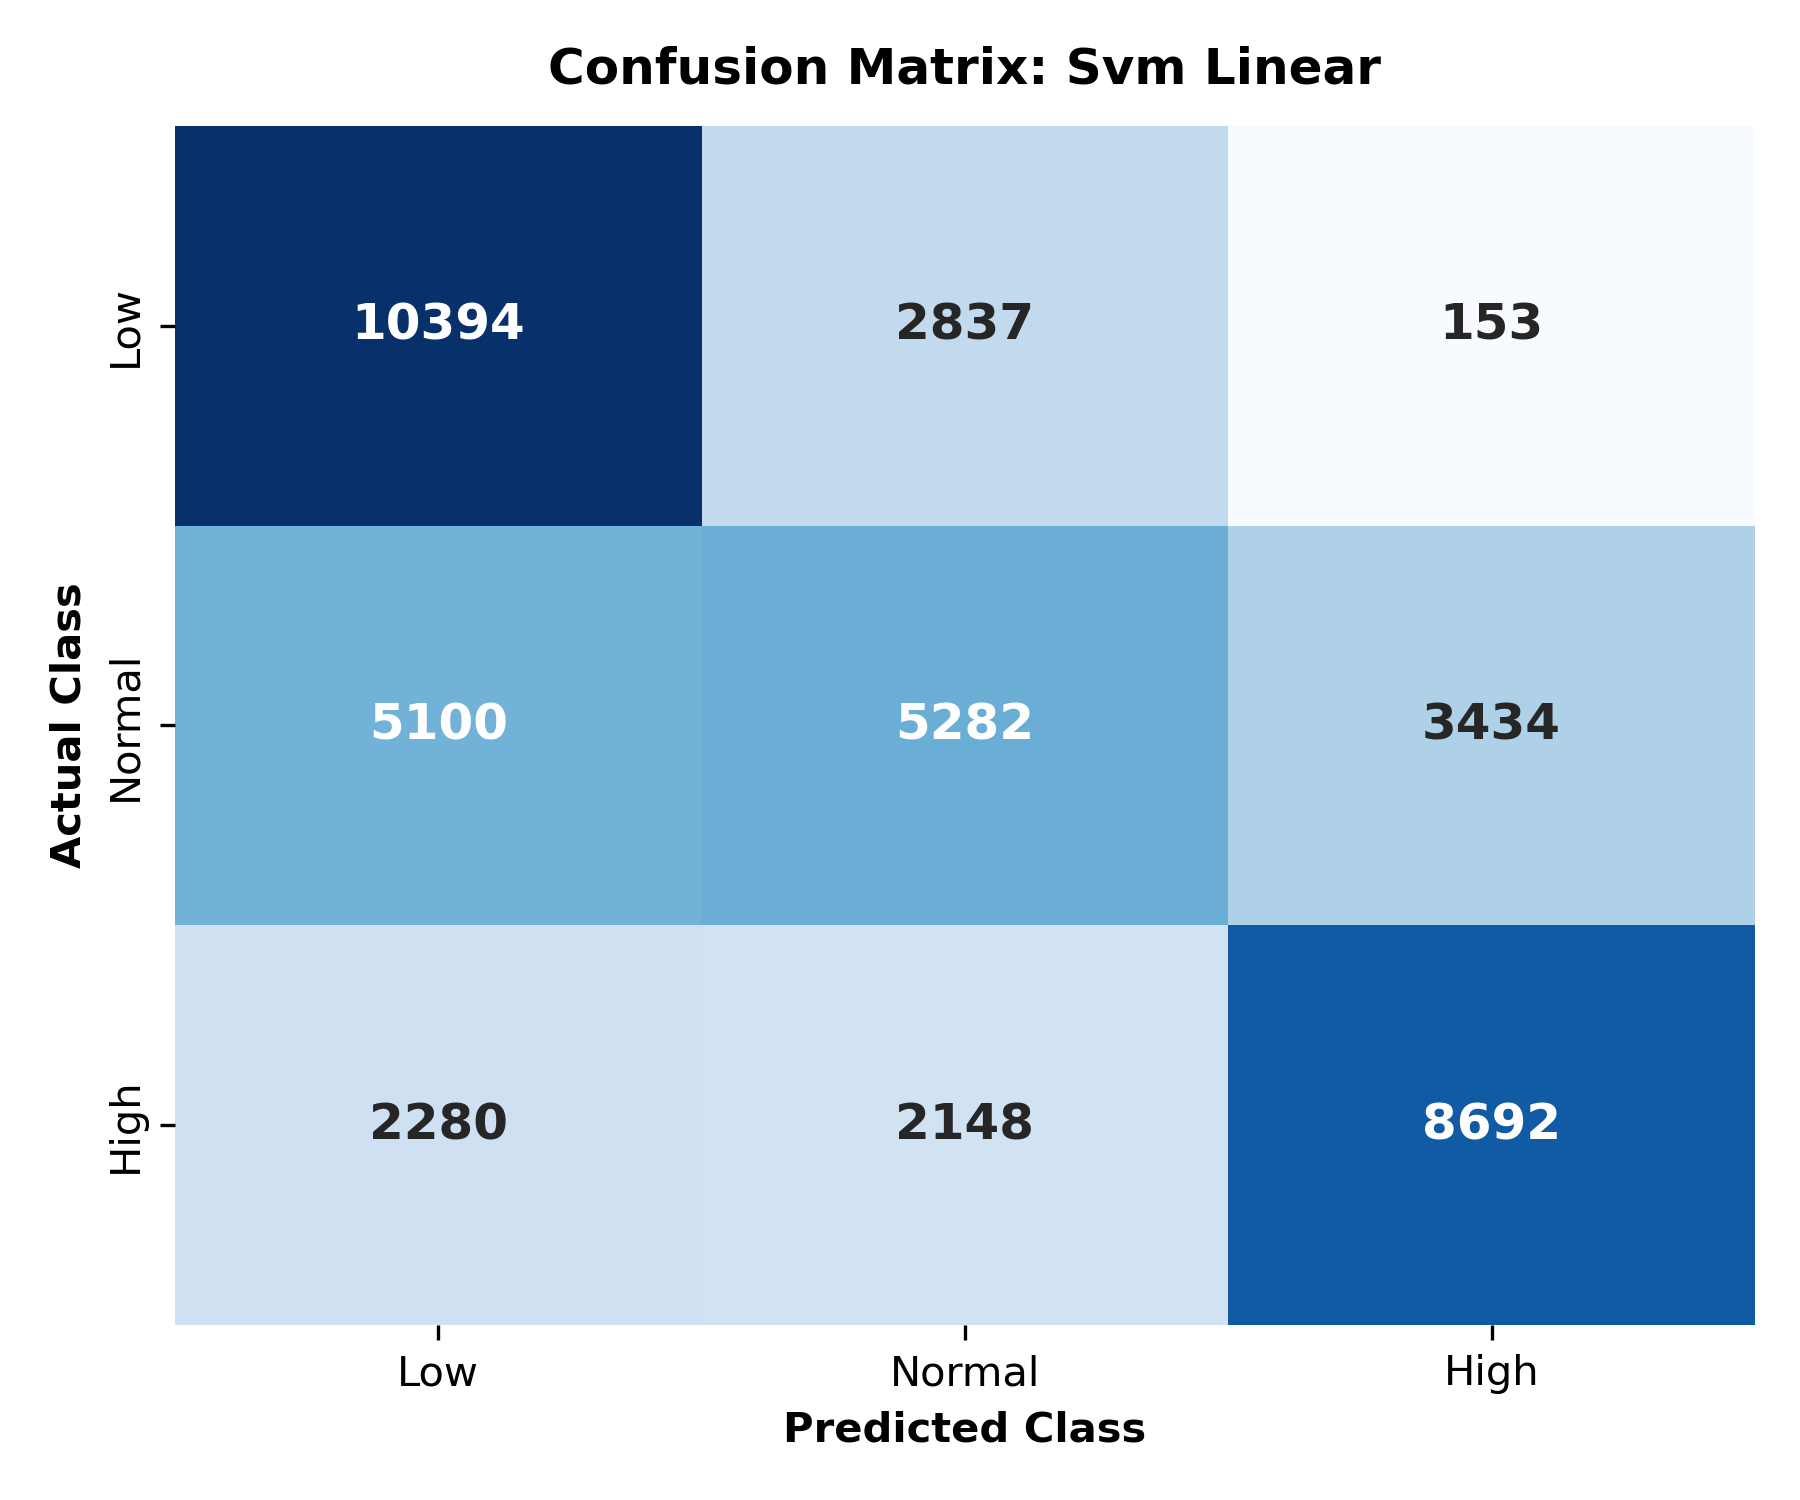 Confusion Matrix: Svm Linear
Actual Class
Low
10394 2837 153
Normal
5100 5282 3434
High
2280 2148 8692
Low Normal High
Predicted Class